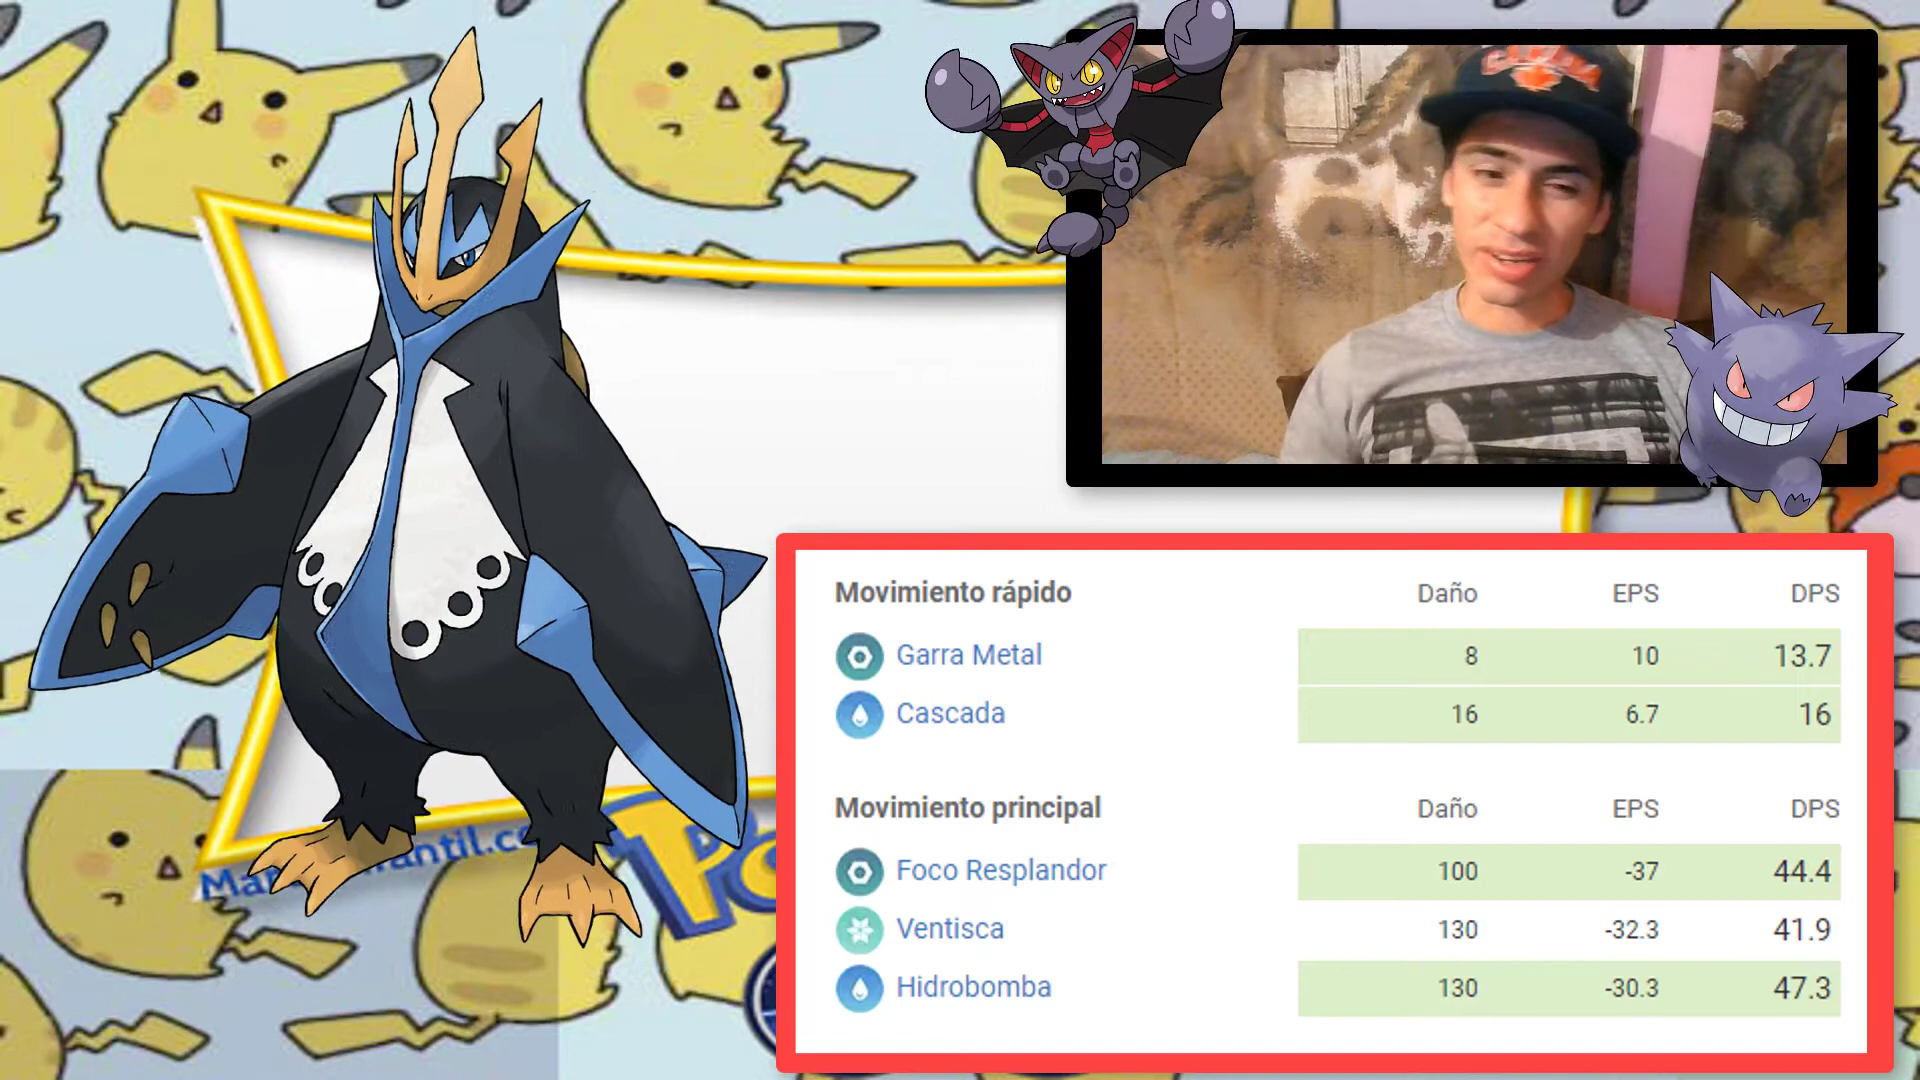 Movimiento rápido Daño EPS DPS
Garra Metal 8 10 13.7
Cascada 16 6.7 16
Movimiento principal Daño EPS DPS
Foco Resplandor 100 -37 44.4
Ventisca 130 -32.3 41.9
Hidrobomba 130 -30.3 47.3